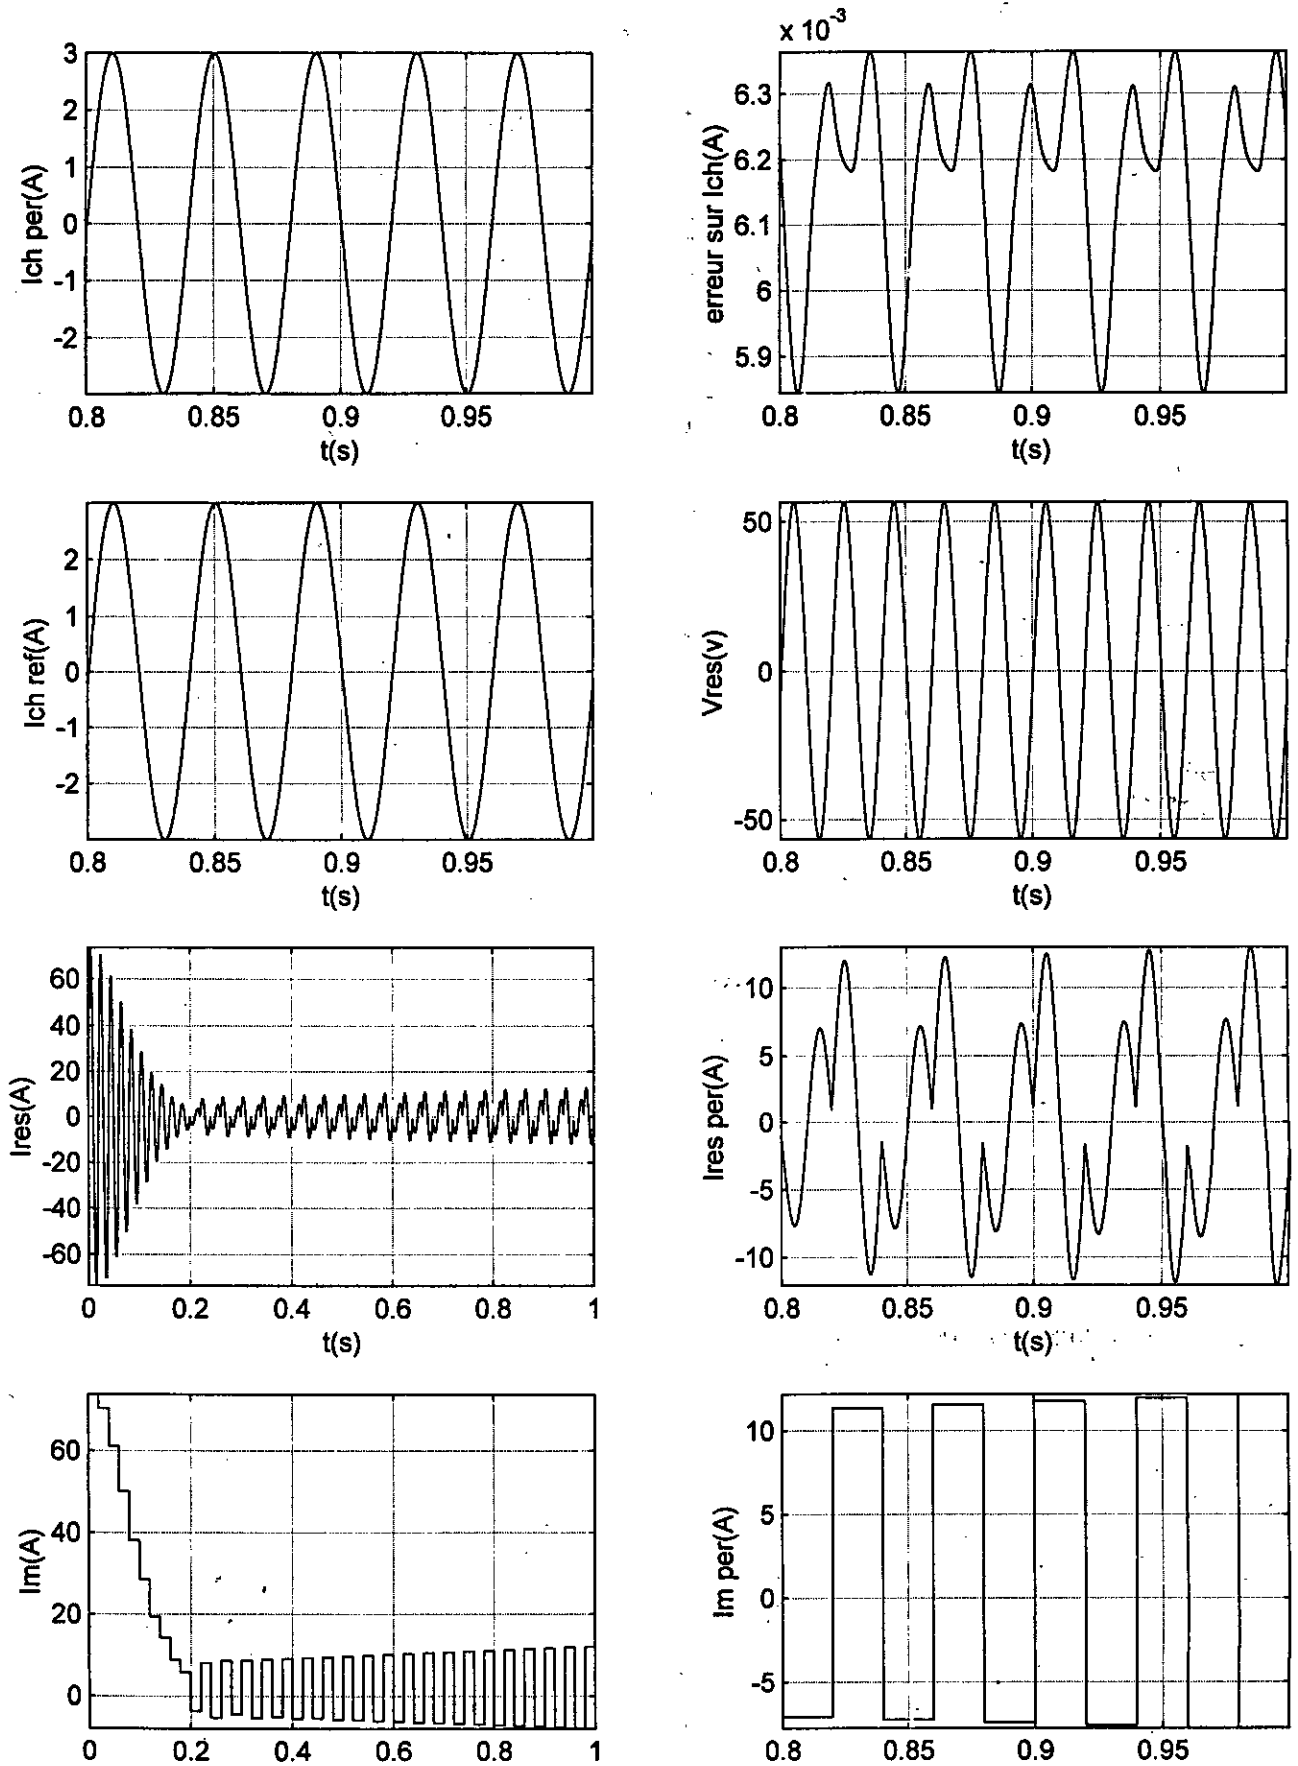 Ich per(A)
3
2
1
0
-1
-2
0.8 0.85 0.9 0.95
t(s)
x 10-3
erreur sur Ich(A)
6.3
6.2
6.1
6
5.9
0.8 0.85 0.9 0.95
t(s)
Ich ref(A)
2
1
0
-1
-2
0.8 0.85 0.9 0.95
t(s)
Vres(v)
50
0
-50
0.8 0.85 0.9 0.95
t(s)
Ires(A)
60
40
20
0
-20
-40
-60
0 0.2 0.4 0.6 0.8 1
t(s)
Ires per(A)
10
5
0
-5
-10
0.8 0.85 0.9 0.95
t(s)
Im(A)
60
40
20
0
0 0.2 0.4 0.6 0.8 1
Im per(A)
10
5
0
-5
0.8 0.85 0.9 0.95